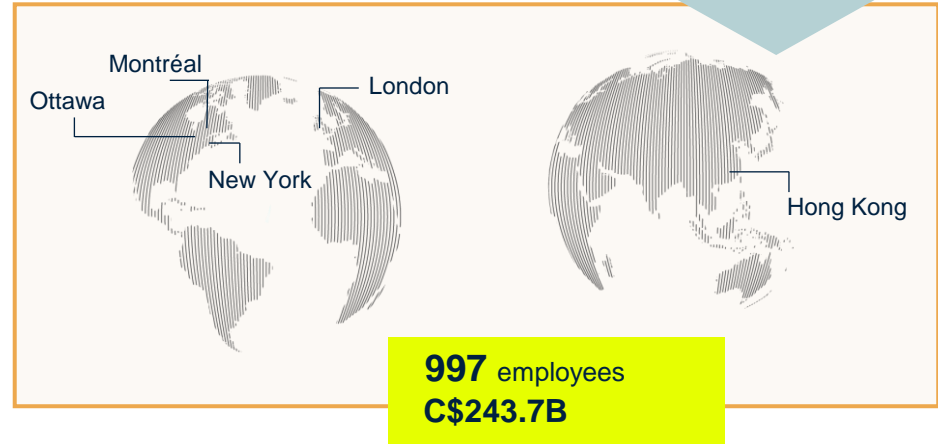 Montréal
Ottawa
London
New York
Hong Kong
997 employees
C$243.7B